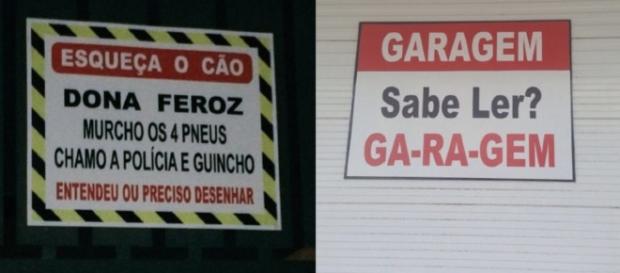 ESQUEÇA O CÃO
DONA FEROZ
MURCHO OS 4 PNEUS
CHAMO A POLÍCIA E GUINCHO
ENTENDEU OU PRECISO DESENHAR
GARAGEM
Sabe Ler?
GA-RA-GEM